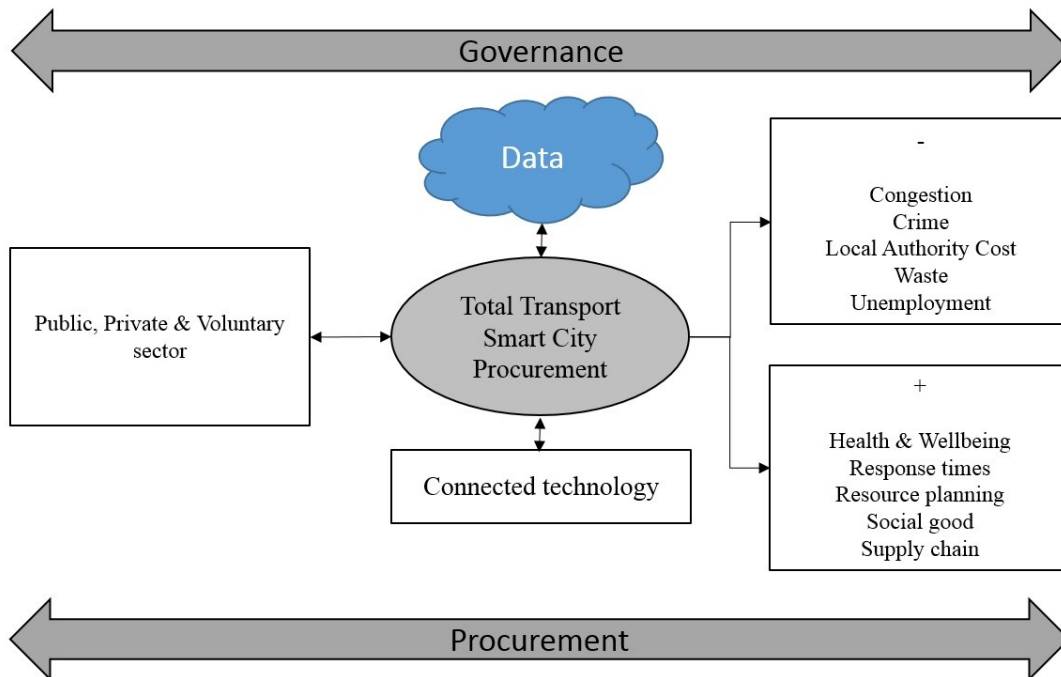 Governance
Data
-
Congestion
Crime
Local Authority Cost
Waste
Unemployment
Public, Private & Voluntary
sector
Total Transport
Smart City
Procurement
+
Health & Wellbeing
Response times
Resource planning
Social good
Supply chain
Connected technology
Procurement